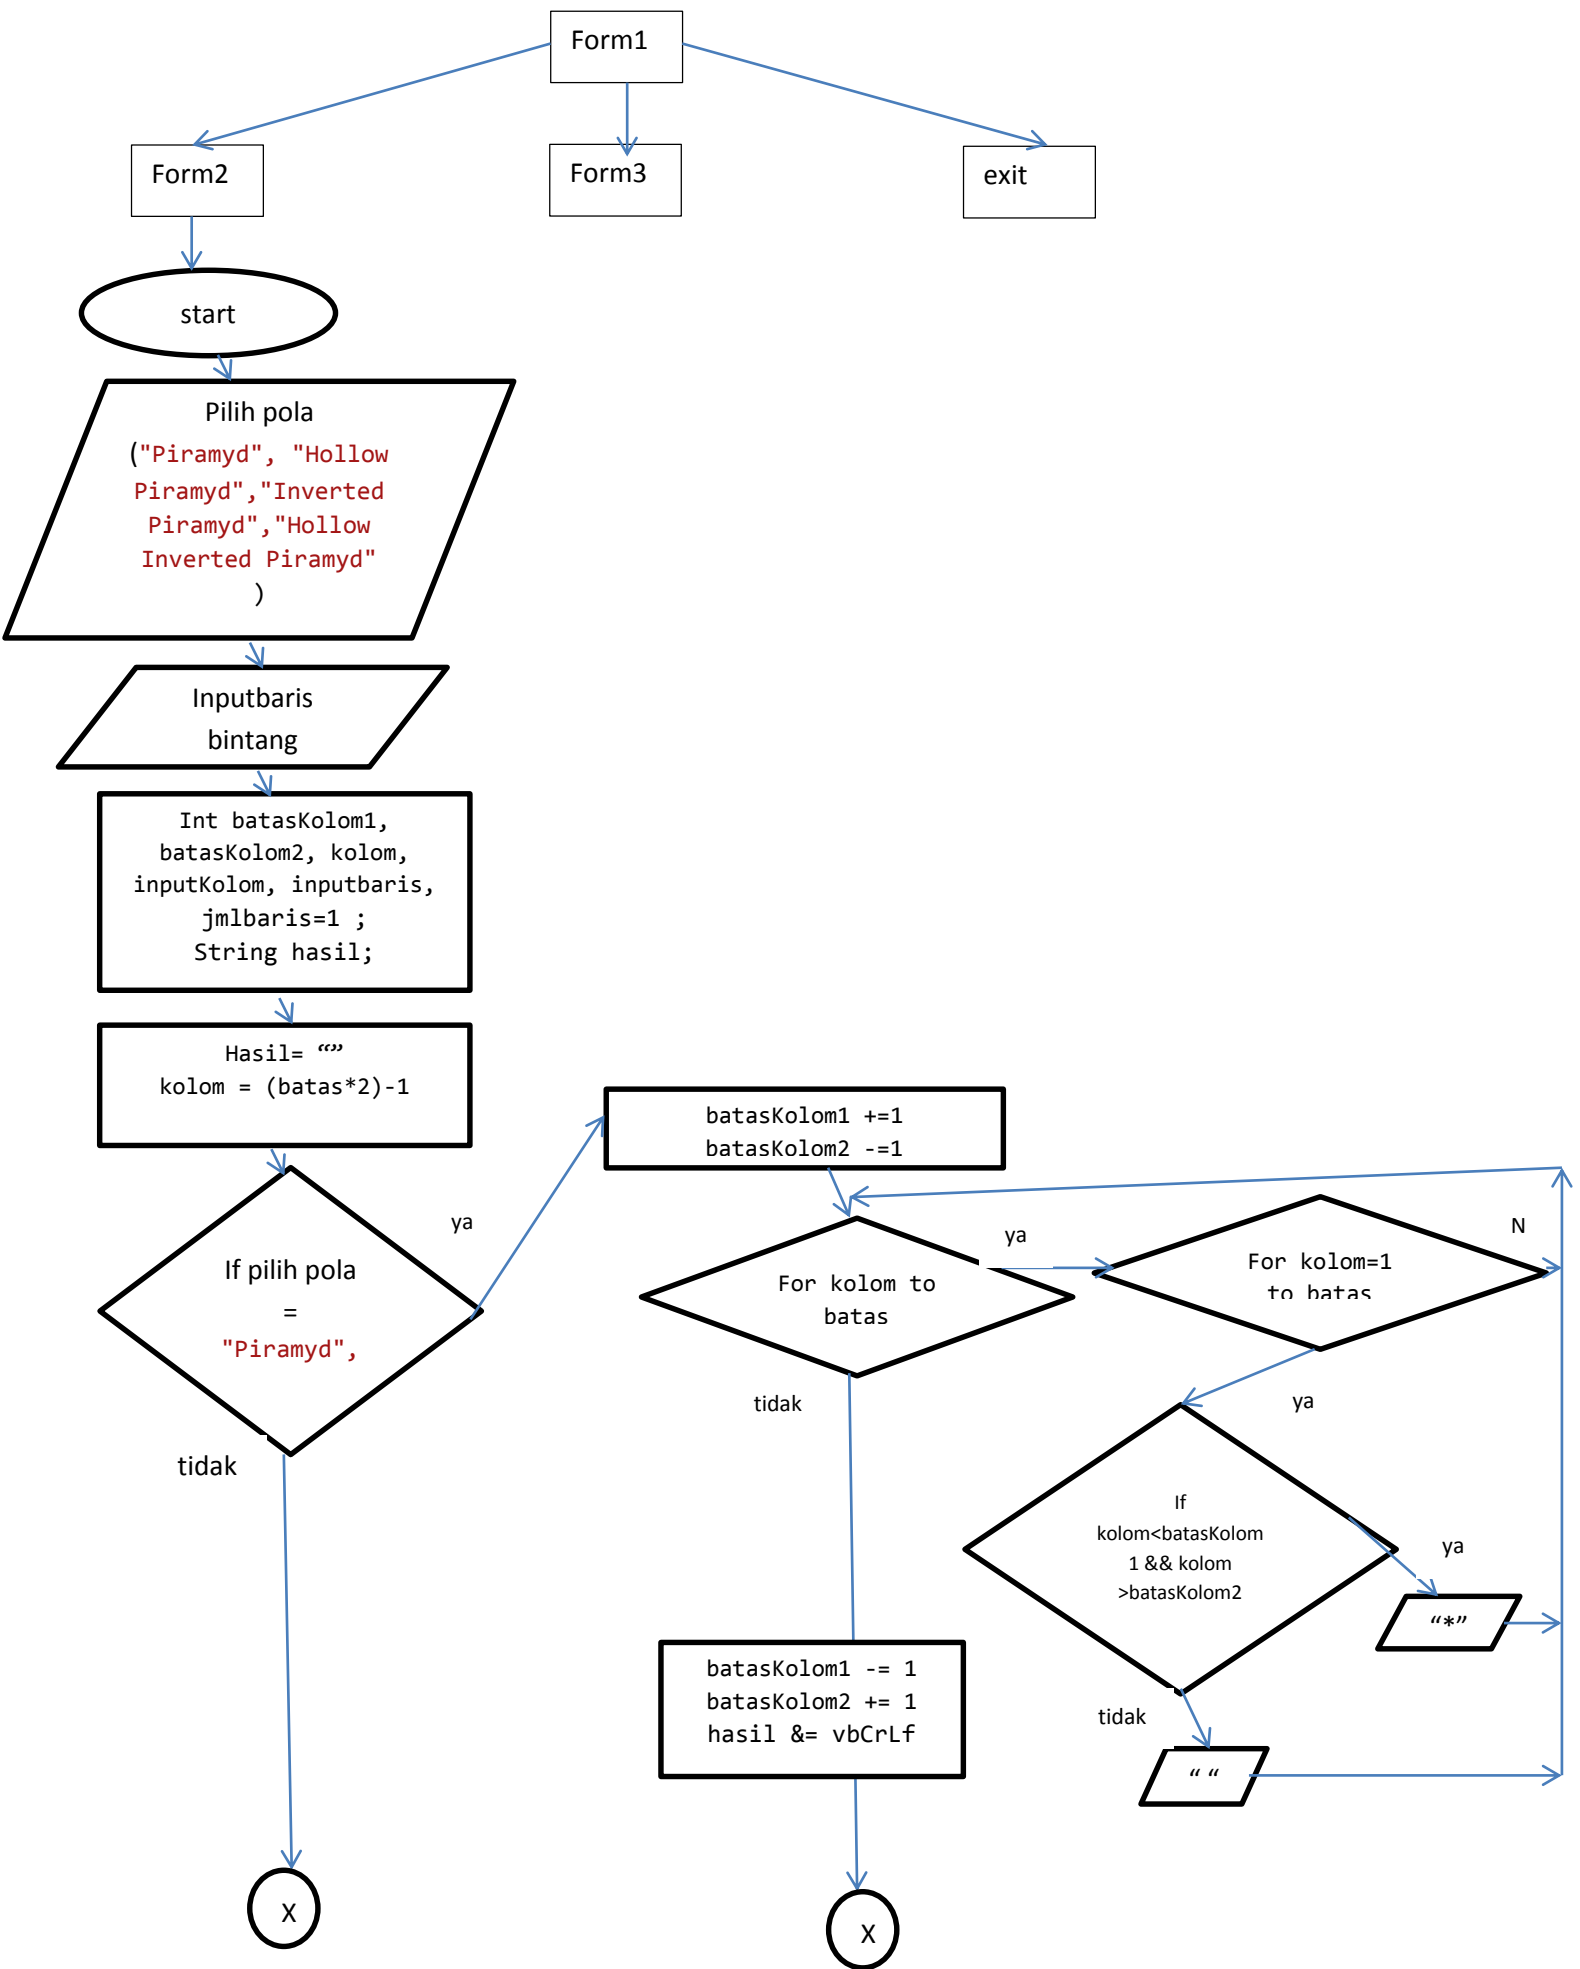 Form1
Form2
Form3
exit
start
Pilih pola
("Piramyd", "Hollow
Piramyd","Inverted
Piramyd","Hollow
Inverted Piramyd"
)
Inputbaris
bintang
Int batasKolom1,
batasKolom2, kolom,
inputKolom, inputbaris,
jmlbaris=1 ;
String hasil;
Hasil= “”
kolom = (batas*2)-1
If pilih pola
=
"Piramyd",
ya
tidak
X
batasKolom1 +=1
batasKolom2 -=1
For kolom to
batas
ya
tidak
For kolom=1
to batas
N
ya
If
kolom<batasKolom
1 && kolom
>batasKolom2
ya
“*”
tidak
“ “
batasKolom1 -= 1
batasKolom2 += 1
hasil &= vbCrLf
X